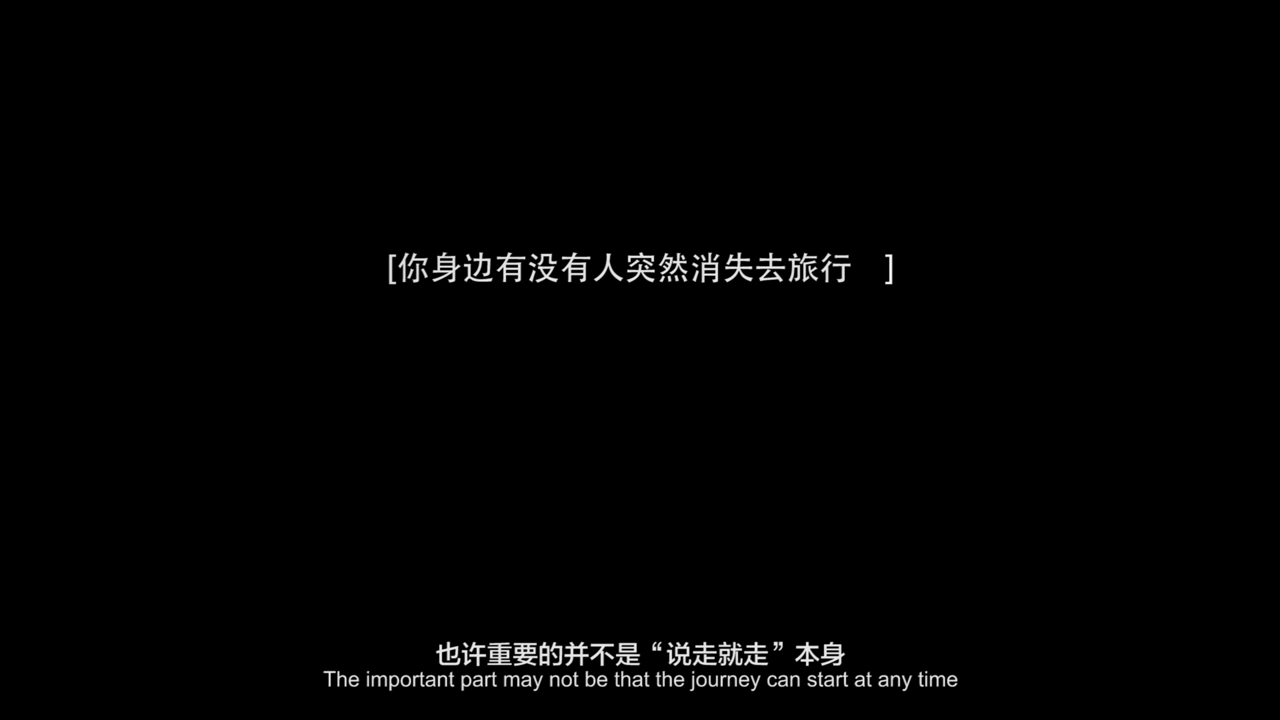 [你身边有没有人突然消失去旅行 ]
也许重要的并不是“说走就走”本身
The important part may not be that the journey can start at any time